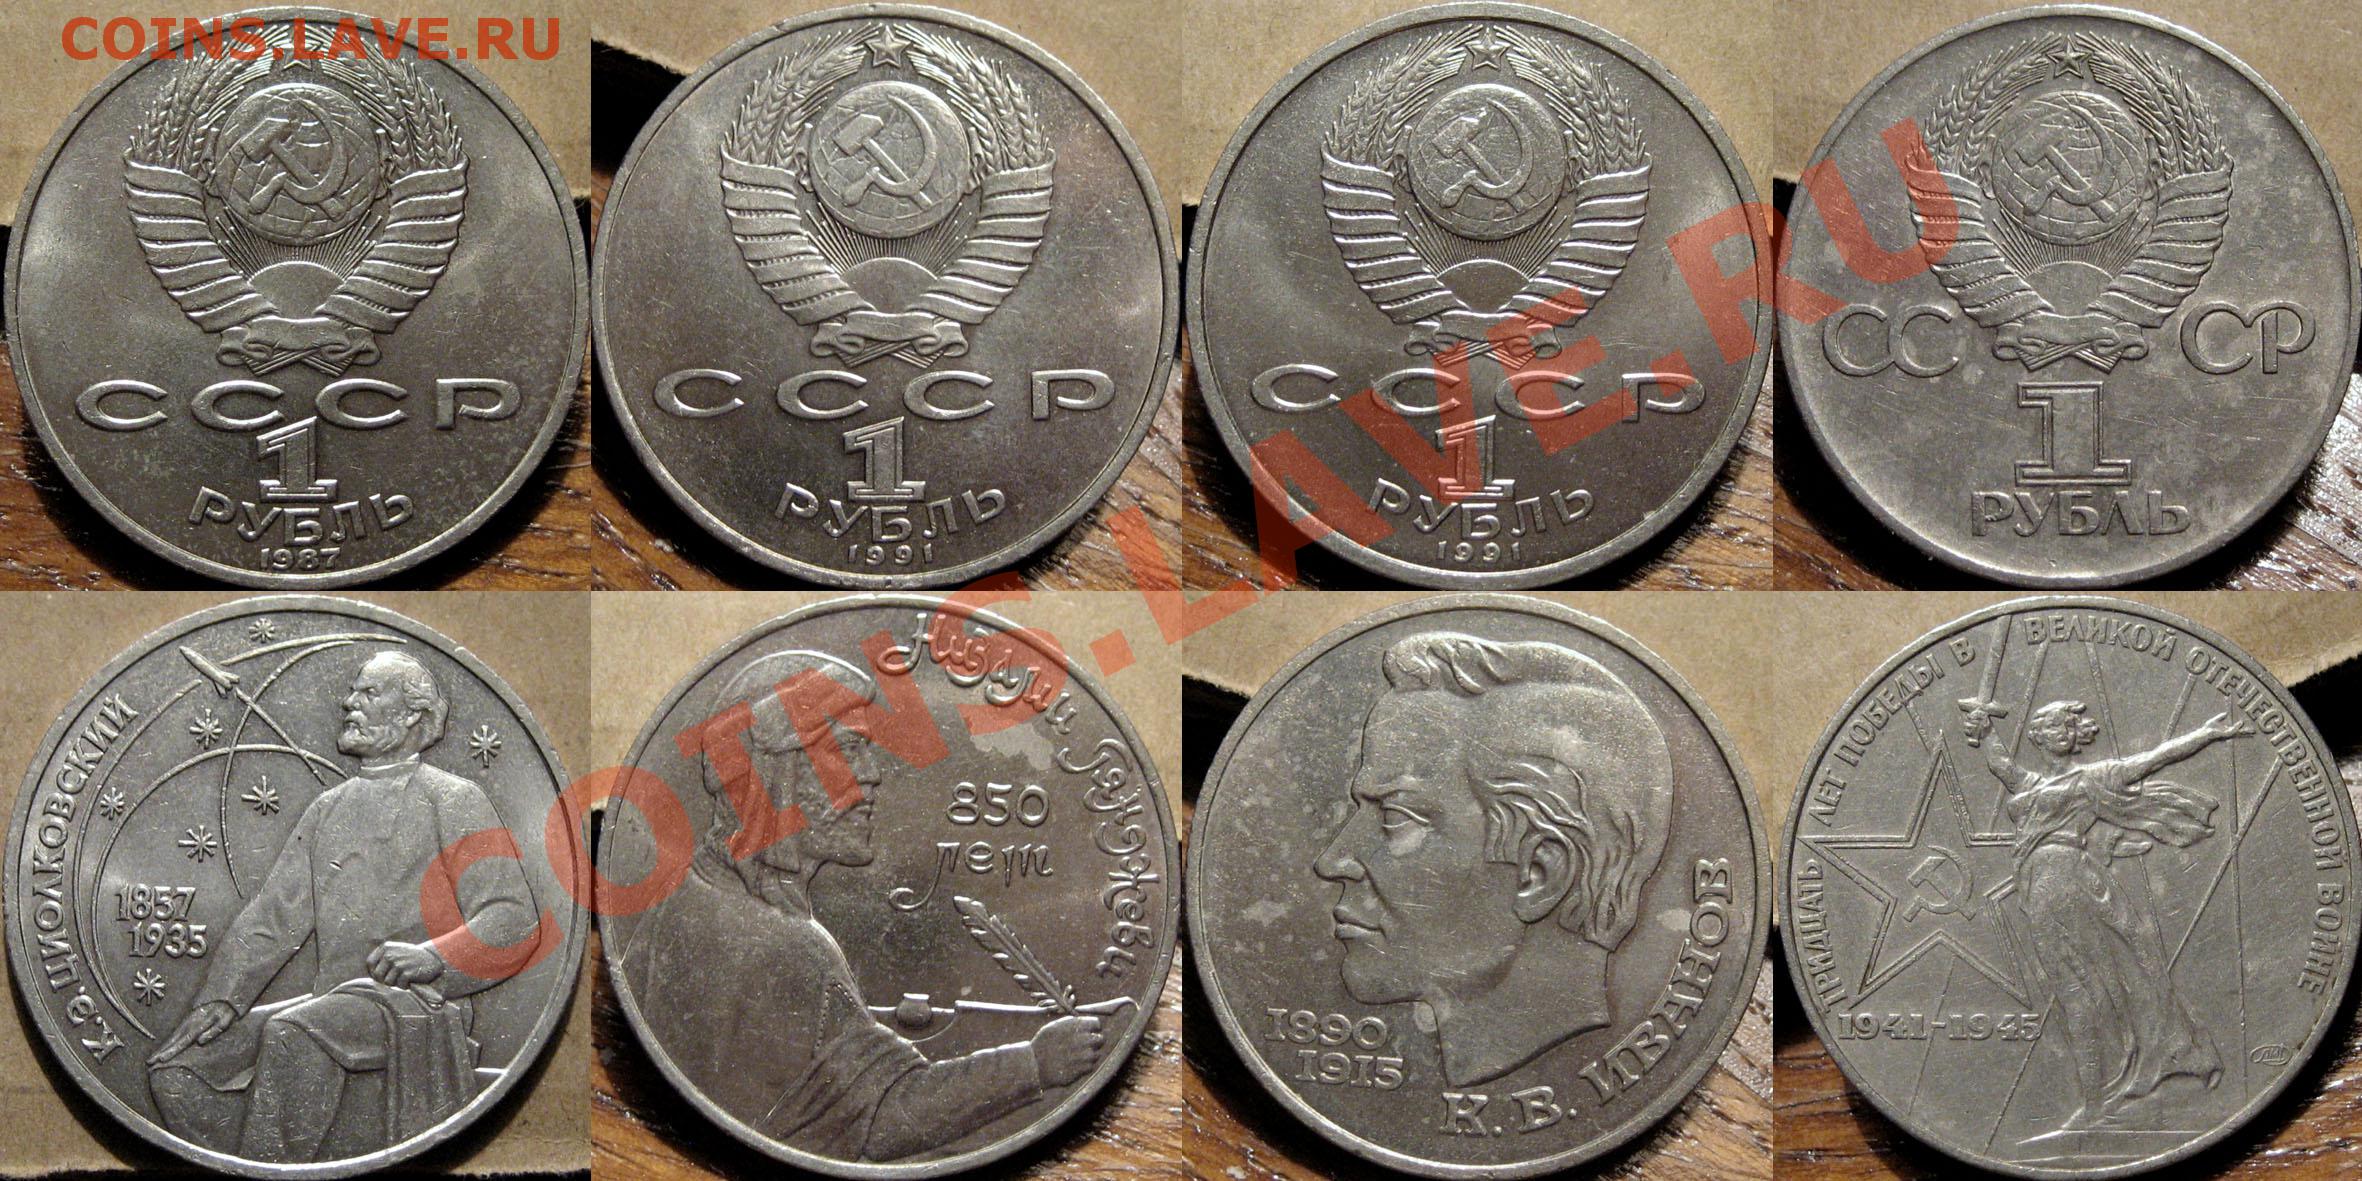 COINS.LAVE.RU
СССР
1
РУБЛЬ
1987
СССР
1
РУБЛЬ
1991
СССР
1
РУБЛЬ
1991
СССР
1
РУБЛЬ
COINS.LAVE.RU
К.Э.ЦИОЛКОВСКИЙ
1857
1935
Низами Гянджеви
850
лет
1890
1915
К.В. ИВАНОВ
ТРИДЦАТЬ ЛЕТ ПОБЕДЫ В ВЕЛИКОЙ ОТЕЧЕСТВЕННОЙ ВОЙНЕ
1941-1945